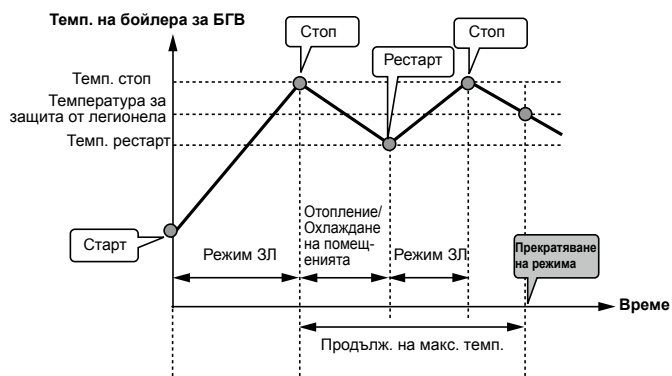 Темп. на бойлера за БГВ
Стоп
Стоп
Рестарт
Темп. стоп
Температура за
защита от легионела
Темп. рестарт
Старт
Режим ЗЛ
Отопление/
Охлаждане
на помещ-
енията
Режим ЗЛ
Прекратяване
на режима
Време
Продълж. на макс. темп.